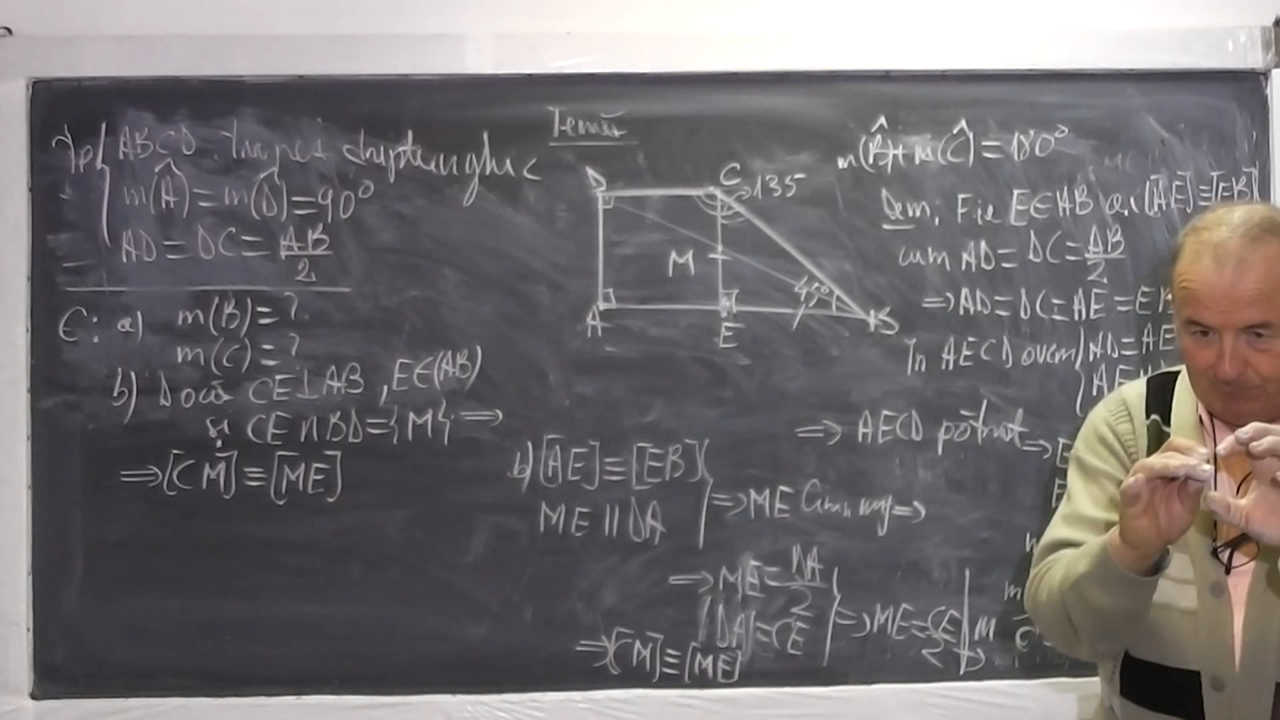 Temă
Ip { ABCD trapez dreptunghic
m(Â) = m(D̂) = 90°
AD = DC = AB/2
C: a) m(B) = ?
m(C) = ?
b) Dacă CE ⊥ AB, E ∈ (AB)
și CE ∩ BD = {M} ⇒
⇒ [CM] ≡ [ME]
D C 135
M 45°
A E B
m(B̂) + m(Ĉ) = 180°
Dem. Fie E ∈ AB a.î. [AE] ≡ [EB]
cum AD = DC = AB/2
⇒ AD = DC = AE = EB
În AECD avem { AD = AE
⇒ AECD pătrat ⇒
b) [AE] ≡ [EB]
ME ∥ DA } ⇒ ME linie mij ⇒
⇒ ME = DA/2
[DA] = CE } ⇒ ME = CE/2
⇒ [CM] ≡ [ME]